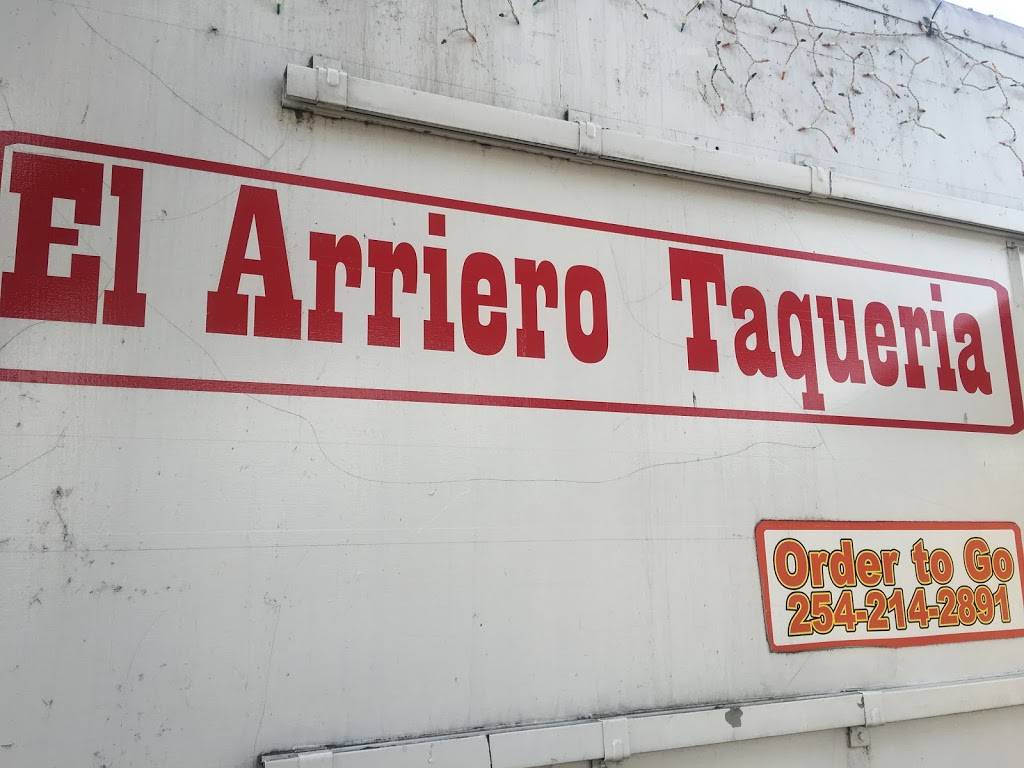 El Arriero Taqueria
Order to Go
254-214-2891